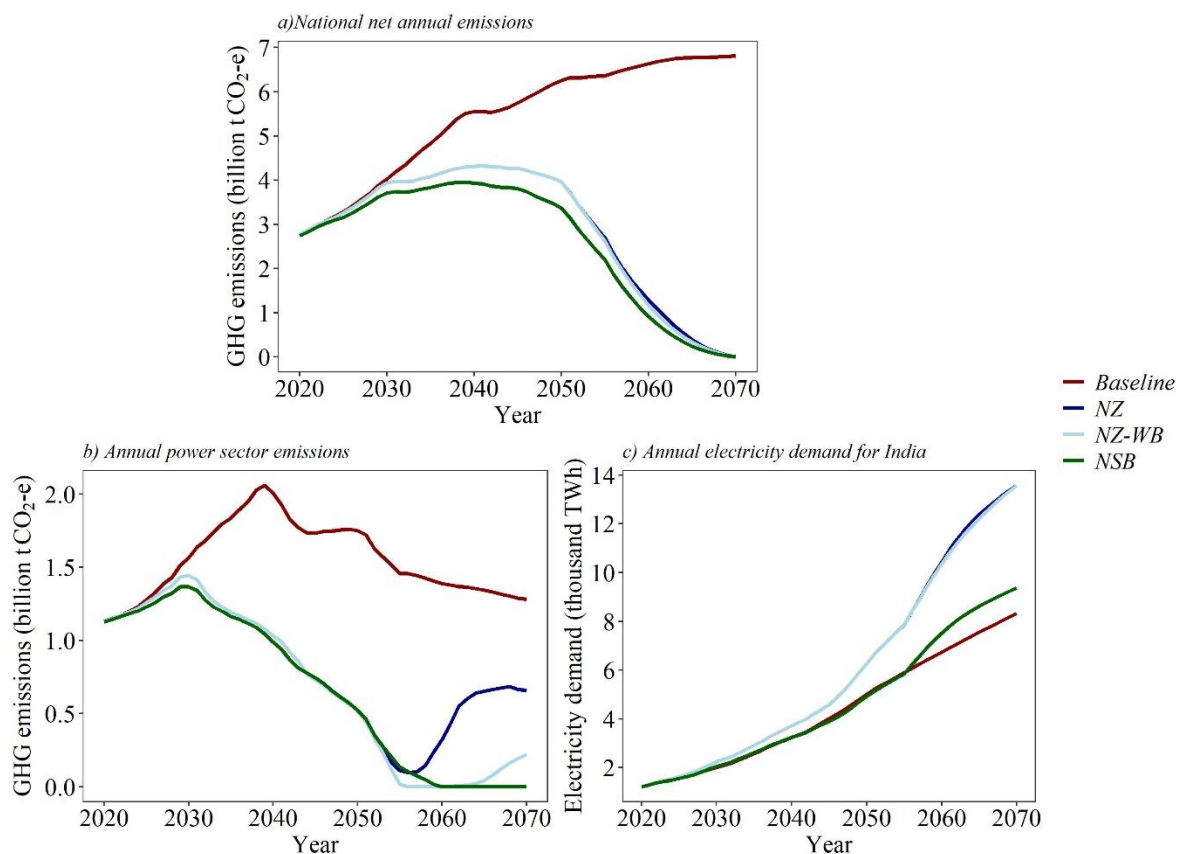 a)National net annual emissions
GHG emissions (billion t CO₂-e)
7
6
5
4
3
2
1
0
2020 2030 2040 2050 2060 2070
Year
Baseline
NZ
NZ-WB
NSB
b) Annual power sector emissions
GHG emissions (billion t CO₂-e)
2.0
1.5
1.0
0.5
0.0
2020 2030 2040 2050 2060 2070
Year
c) Annual electricity demand for India
Electricity demand (thousand TWh)
14
12
10
8
6
4
2
2020 2030 2040 2050 2060 2070
Year